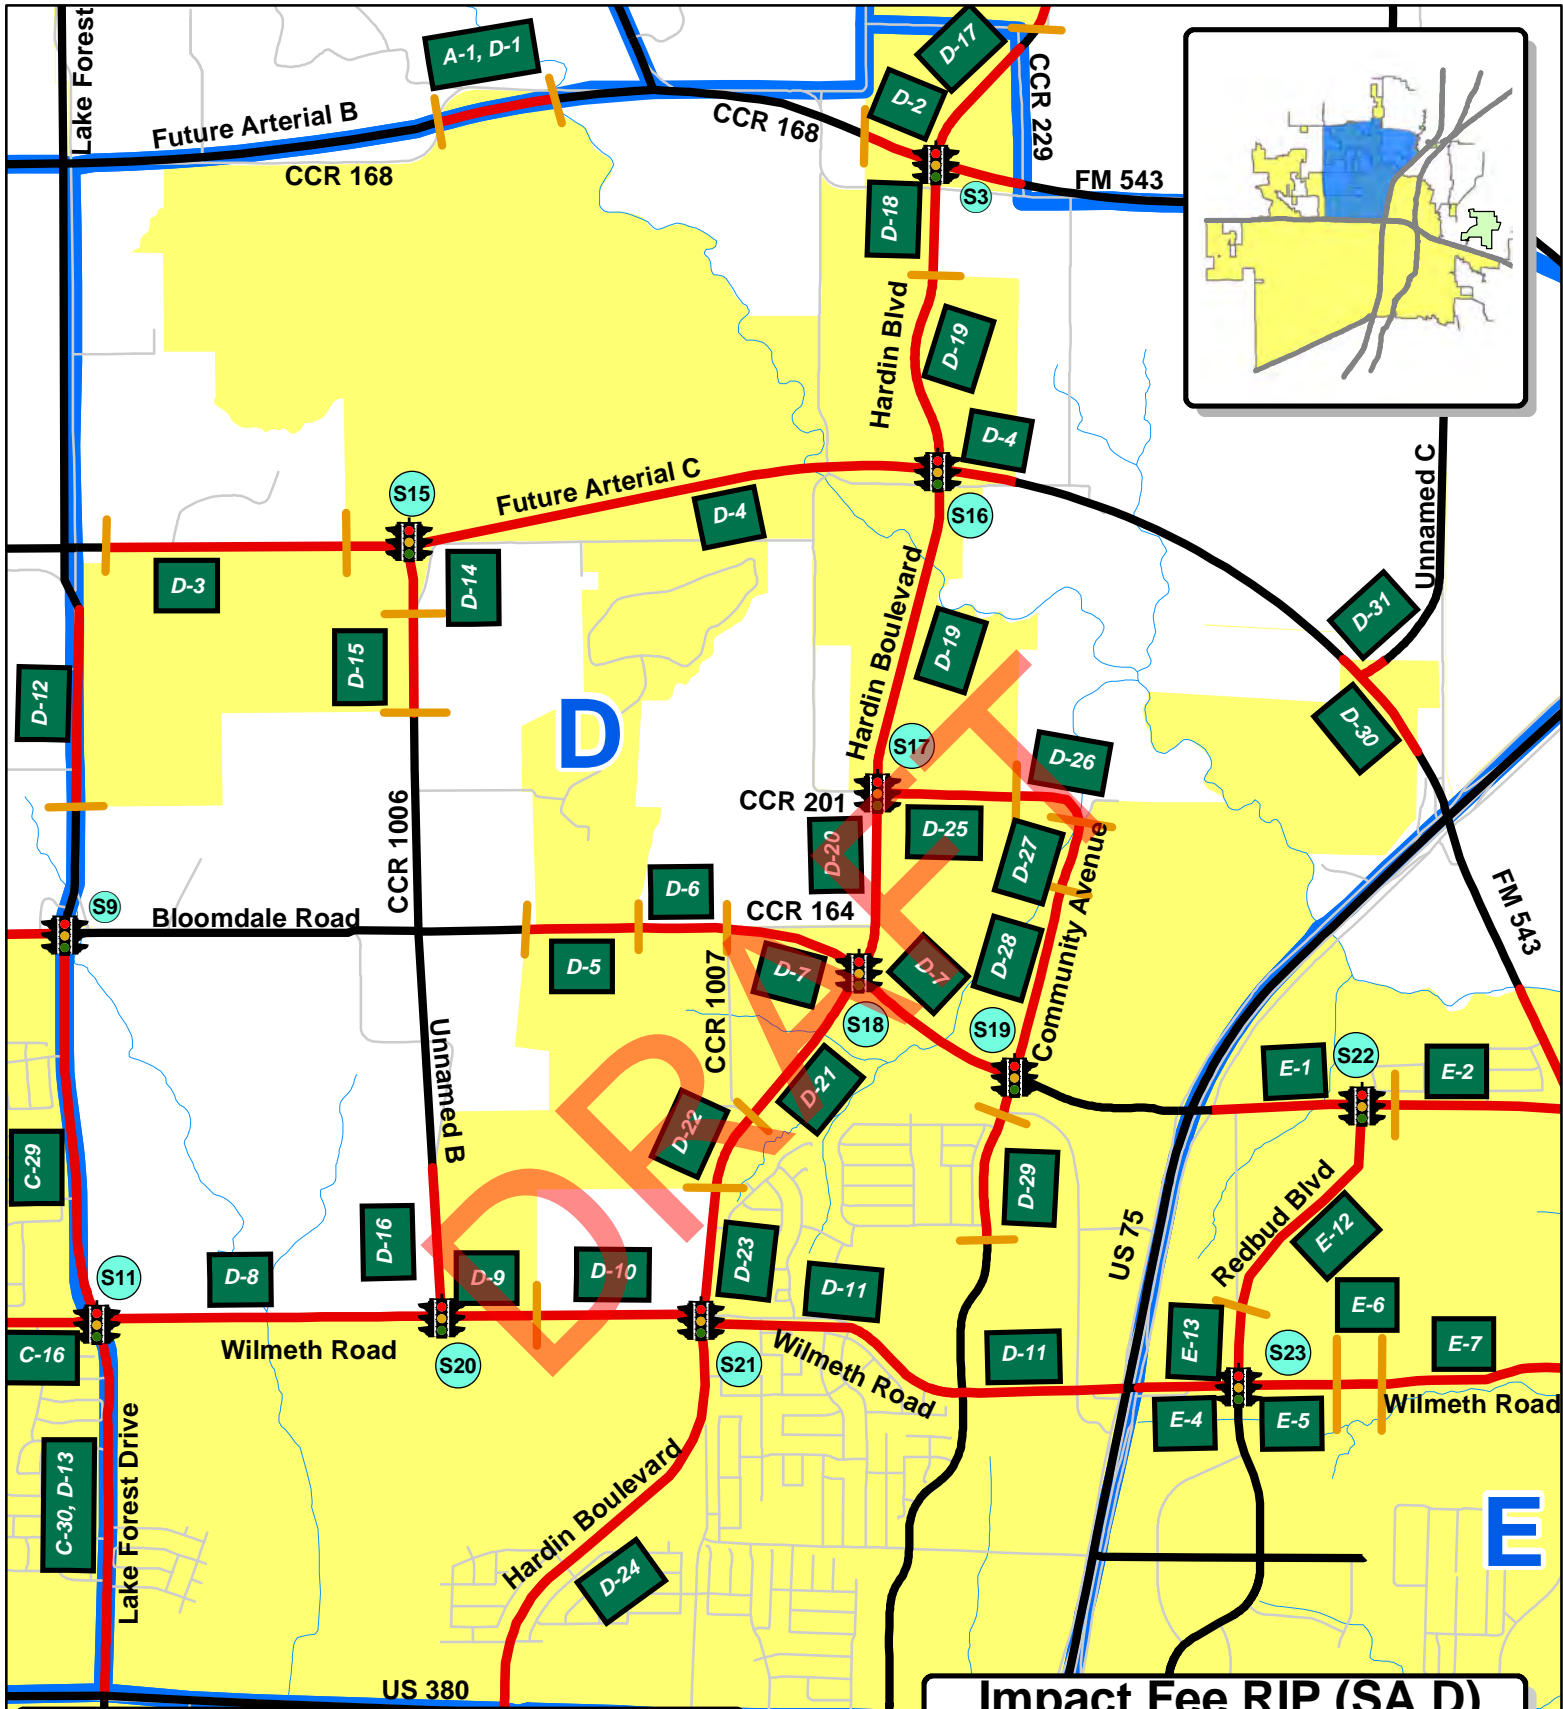 Lake Forest
A-1, D-1
D-17
Future Arterial B
CCR 168
D-2
CCR 168
CCR 229
S3
FM 543
D-18
Hardin Blvd
D-19
D-4
S15
Future Arterial C
D-4
S16
Unnamed C
D-3
D-14
Hardin Boulevard
D-31
D-15
D-19
D-12
D
S17
D-30
D-26
CCR 1006
CCR 201
D-25
D-20
D-27
Community Avenue
S9
Bloomdale Road
D-6
CCR 164
FM 543
D-5
CCR 1007
D-7
D-7
D-28
S18
S19
Unnamed B
DRAFT
D-21
D-22
E-1
S22
E-2
C-29
D-29
US 75
Redbud Blvd
E-12
D-16
S11
D-8
D-9
D-10
D-23
D-11
E-6
C-16
Wilmeth Road
S20
S21
Wilmeth Road
D-11
E-13
S23
E-7
E-4
E-5
Wilmeth Road
C-30, D-13
Lake Forest Drive
Hardin Boulevard
D-24
E
US 380
Impact Fee RIP (SA D)